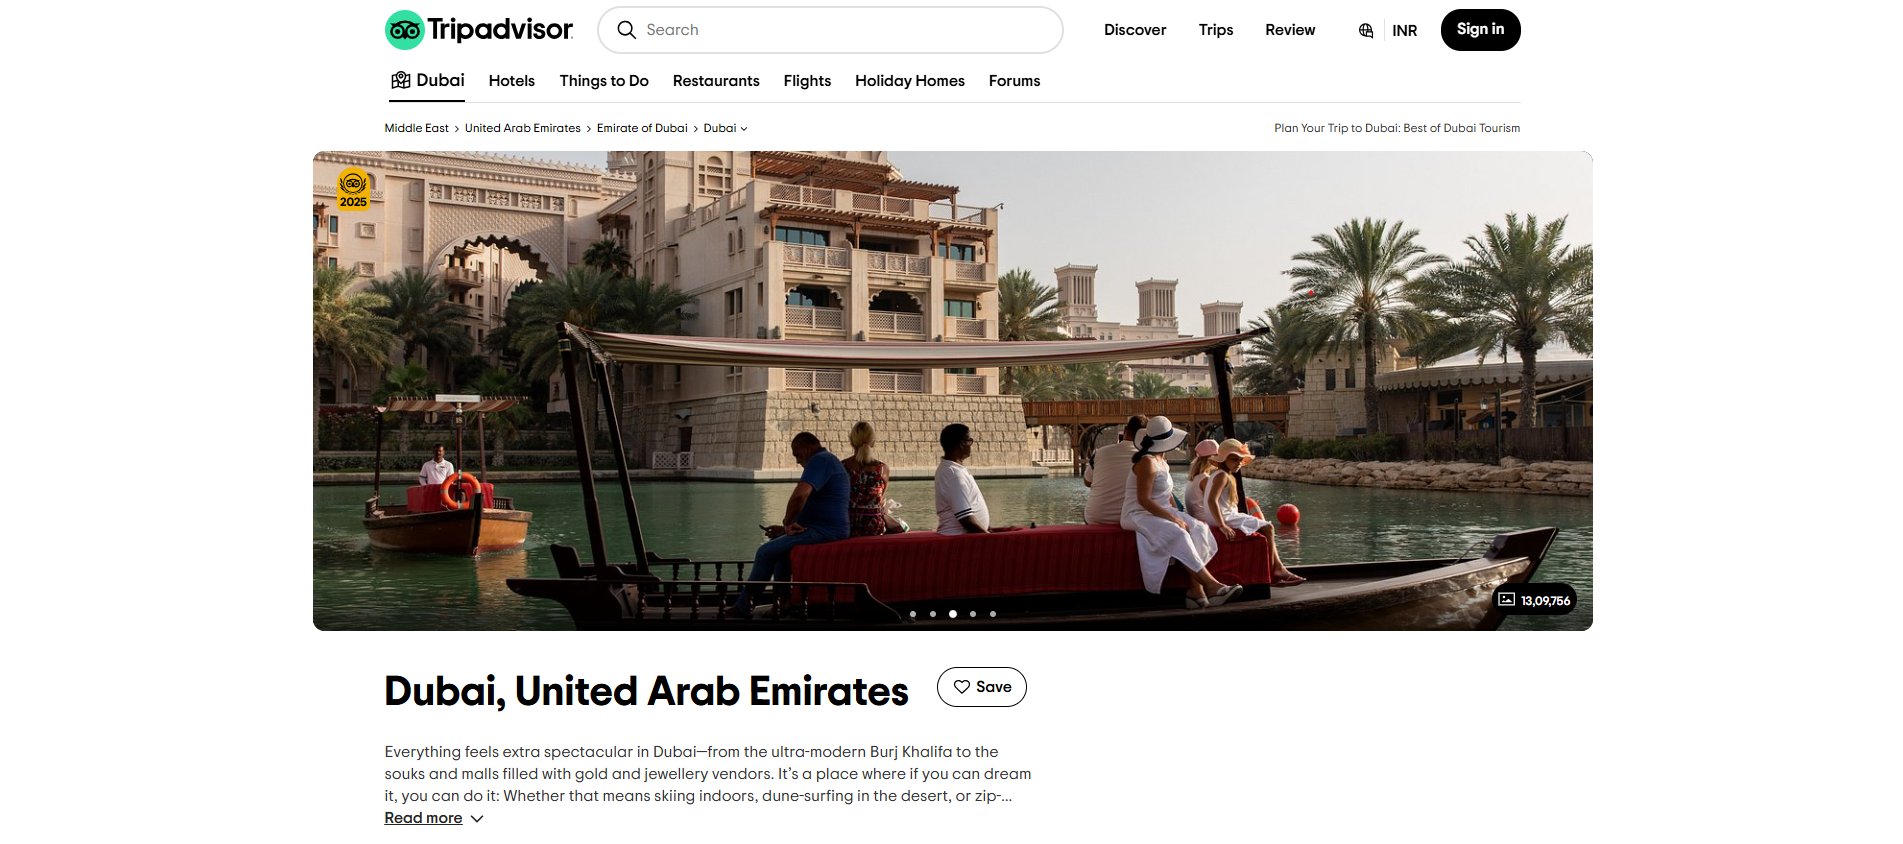 Tripadvisor
Search
Discover
Trips
Review
INR
Sign in
Dubai
Hotels
Things to Do
Restaurants
Flights
Holiday Homes
Forums
Middle East > United Arab Emirates > Emirate of Dubai > Dubai
Plan Your Trip to Dubai: Best of Dubai Tourism
2025
18
13,09,756
Dubai, United Arab Emirates
Save
Everything feels extra spectacular in Dubai—from the ultra-modern Burj Khalifa to the
souks and malls filled with gold and jewellery vendors. It’s a place where if you can dream
it, you can do it: Whether that means skiing indoors, dune-surfing in the desert, or zip-...
Read more